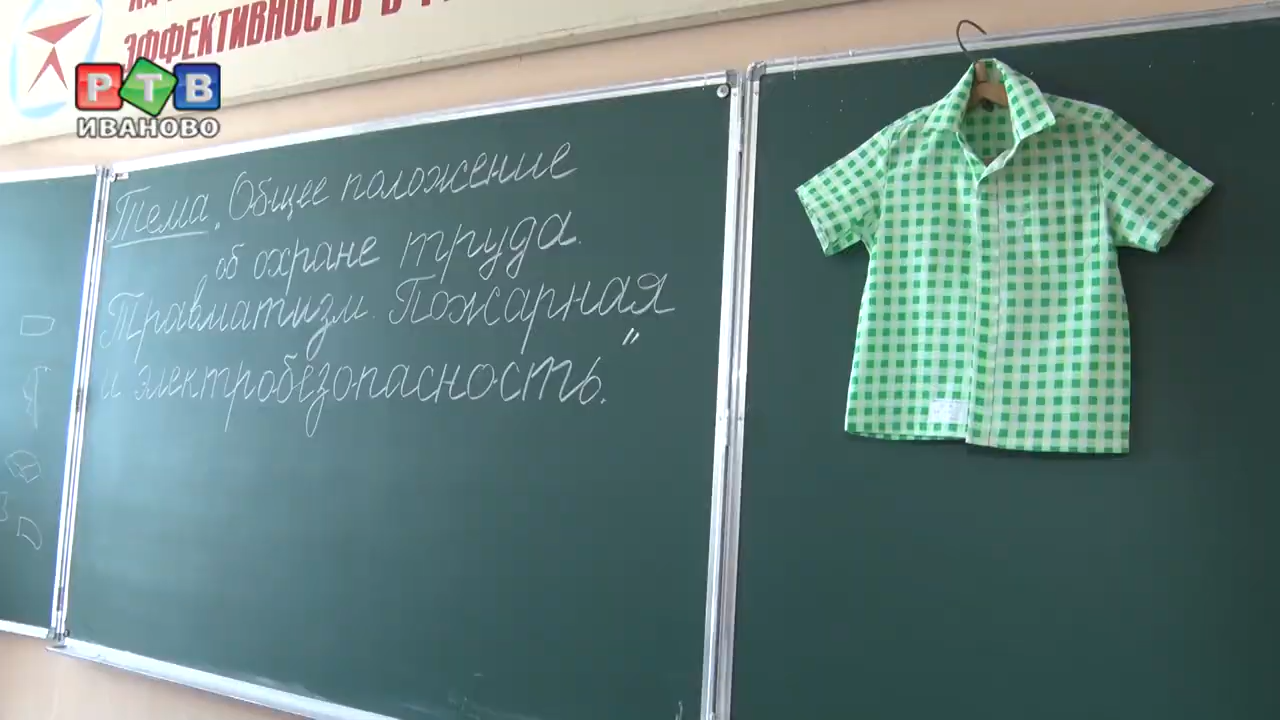 ЭФФЕКТИВНОСТЬ
РТВ
ИВАНОВО
Тема. Общее положение
об охране труда.
Травматизм. Пожарная
и электробезопасность."